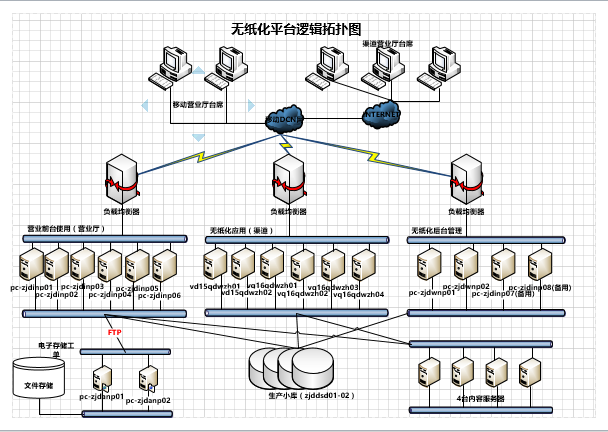 无纸化平台逻辑拓扑图
渠道营业厅台席
移动营业厅台席
移动DCN
INTERNET
负载均衡器
负载均衡器
负载均衡器
营业前台使用（营业厅）
无纸化应用（渠道）
无纸化后台管理
pc-zjdinp01
pc-zjdinp02
pc-zjdinp03
pc-zjdinp04
pc-zjdinp05
pc-zjdinp06
vd15qdwzh01
vd15qdwzh02
vq16qdwzh01
vq16qdwzh02
vq16qdwzh03
vq16qdwzh04
pc-zjdwnp01
pc-zjdwnp02
pc-zjdinp07(备用)
pc-zjdinp08(备用)
FTP
电子存储工
单
文件存储
pc-zjdanp01
pc-zjdanp02
生产小库（zjddsd01-02）
4台内容服务器